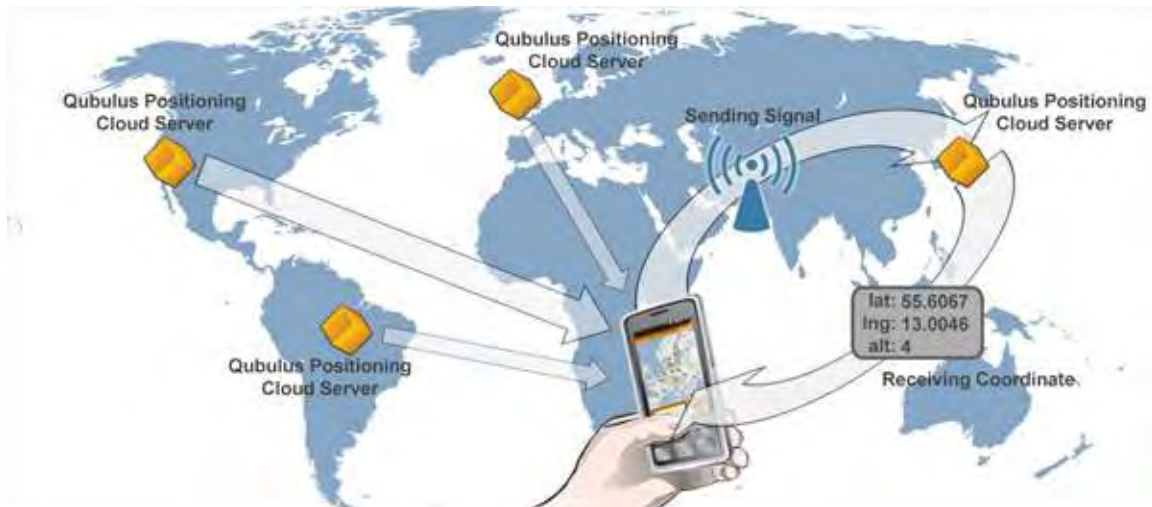 Qubulus Positioning
Cloud Server
Qubulus Positioning
Cloud Server
Sending Signal
Qubulus Positioning
Cloud Server
lat: 55.6067
lng: 13.0046
alt: 4
Receiving Coordinate
Qubulus Positioning
Cloud Server